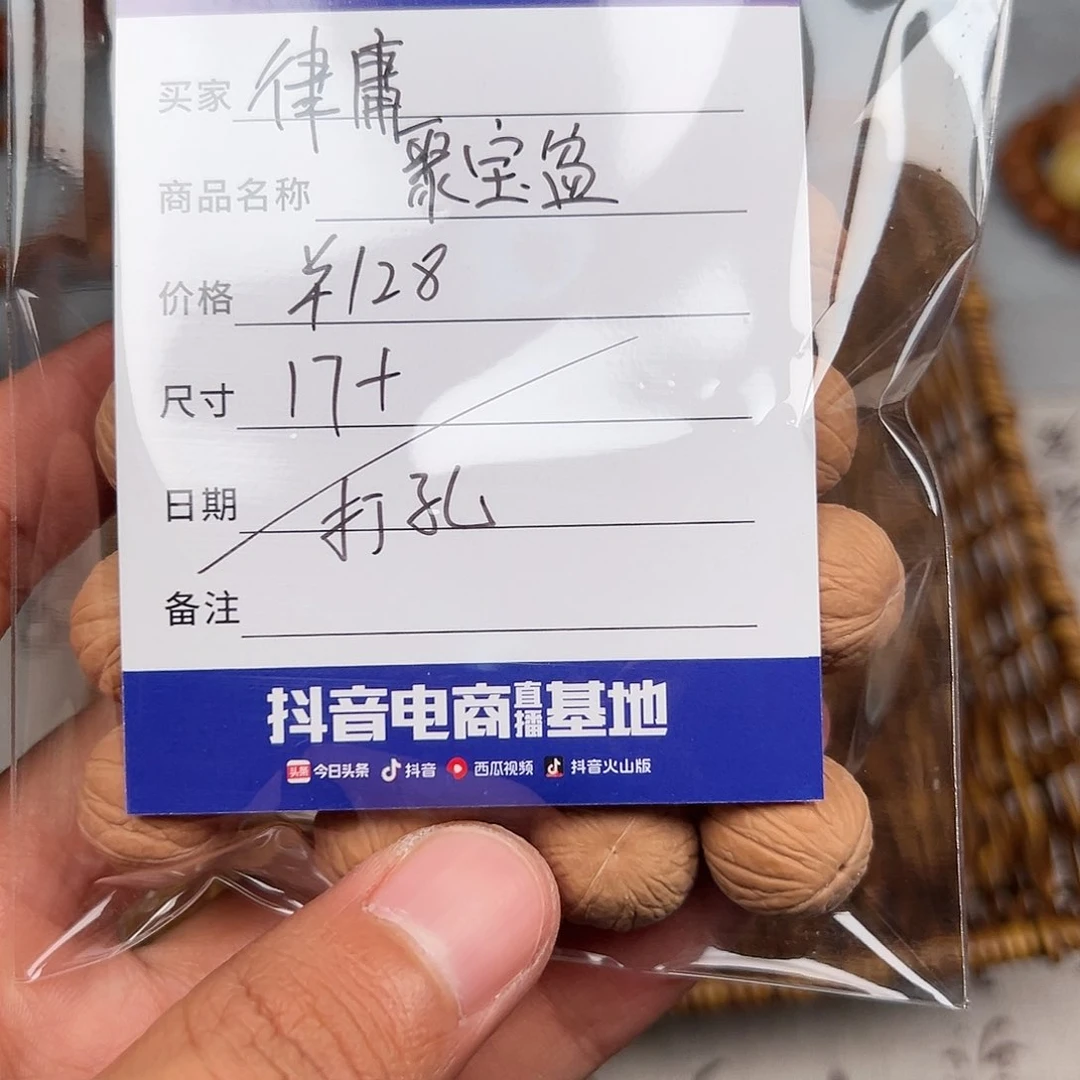 买家 律庸
商品名称 聚宝盆
价格 ¥128
尺寸 17+
日期 打孔
备注
抖音电商直播基地
头条 今日头条 抖音 西瓜视频 抖音火山版